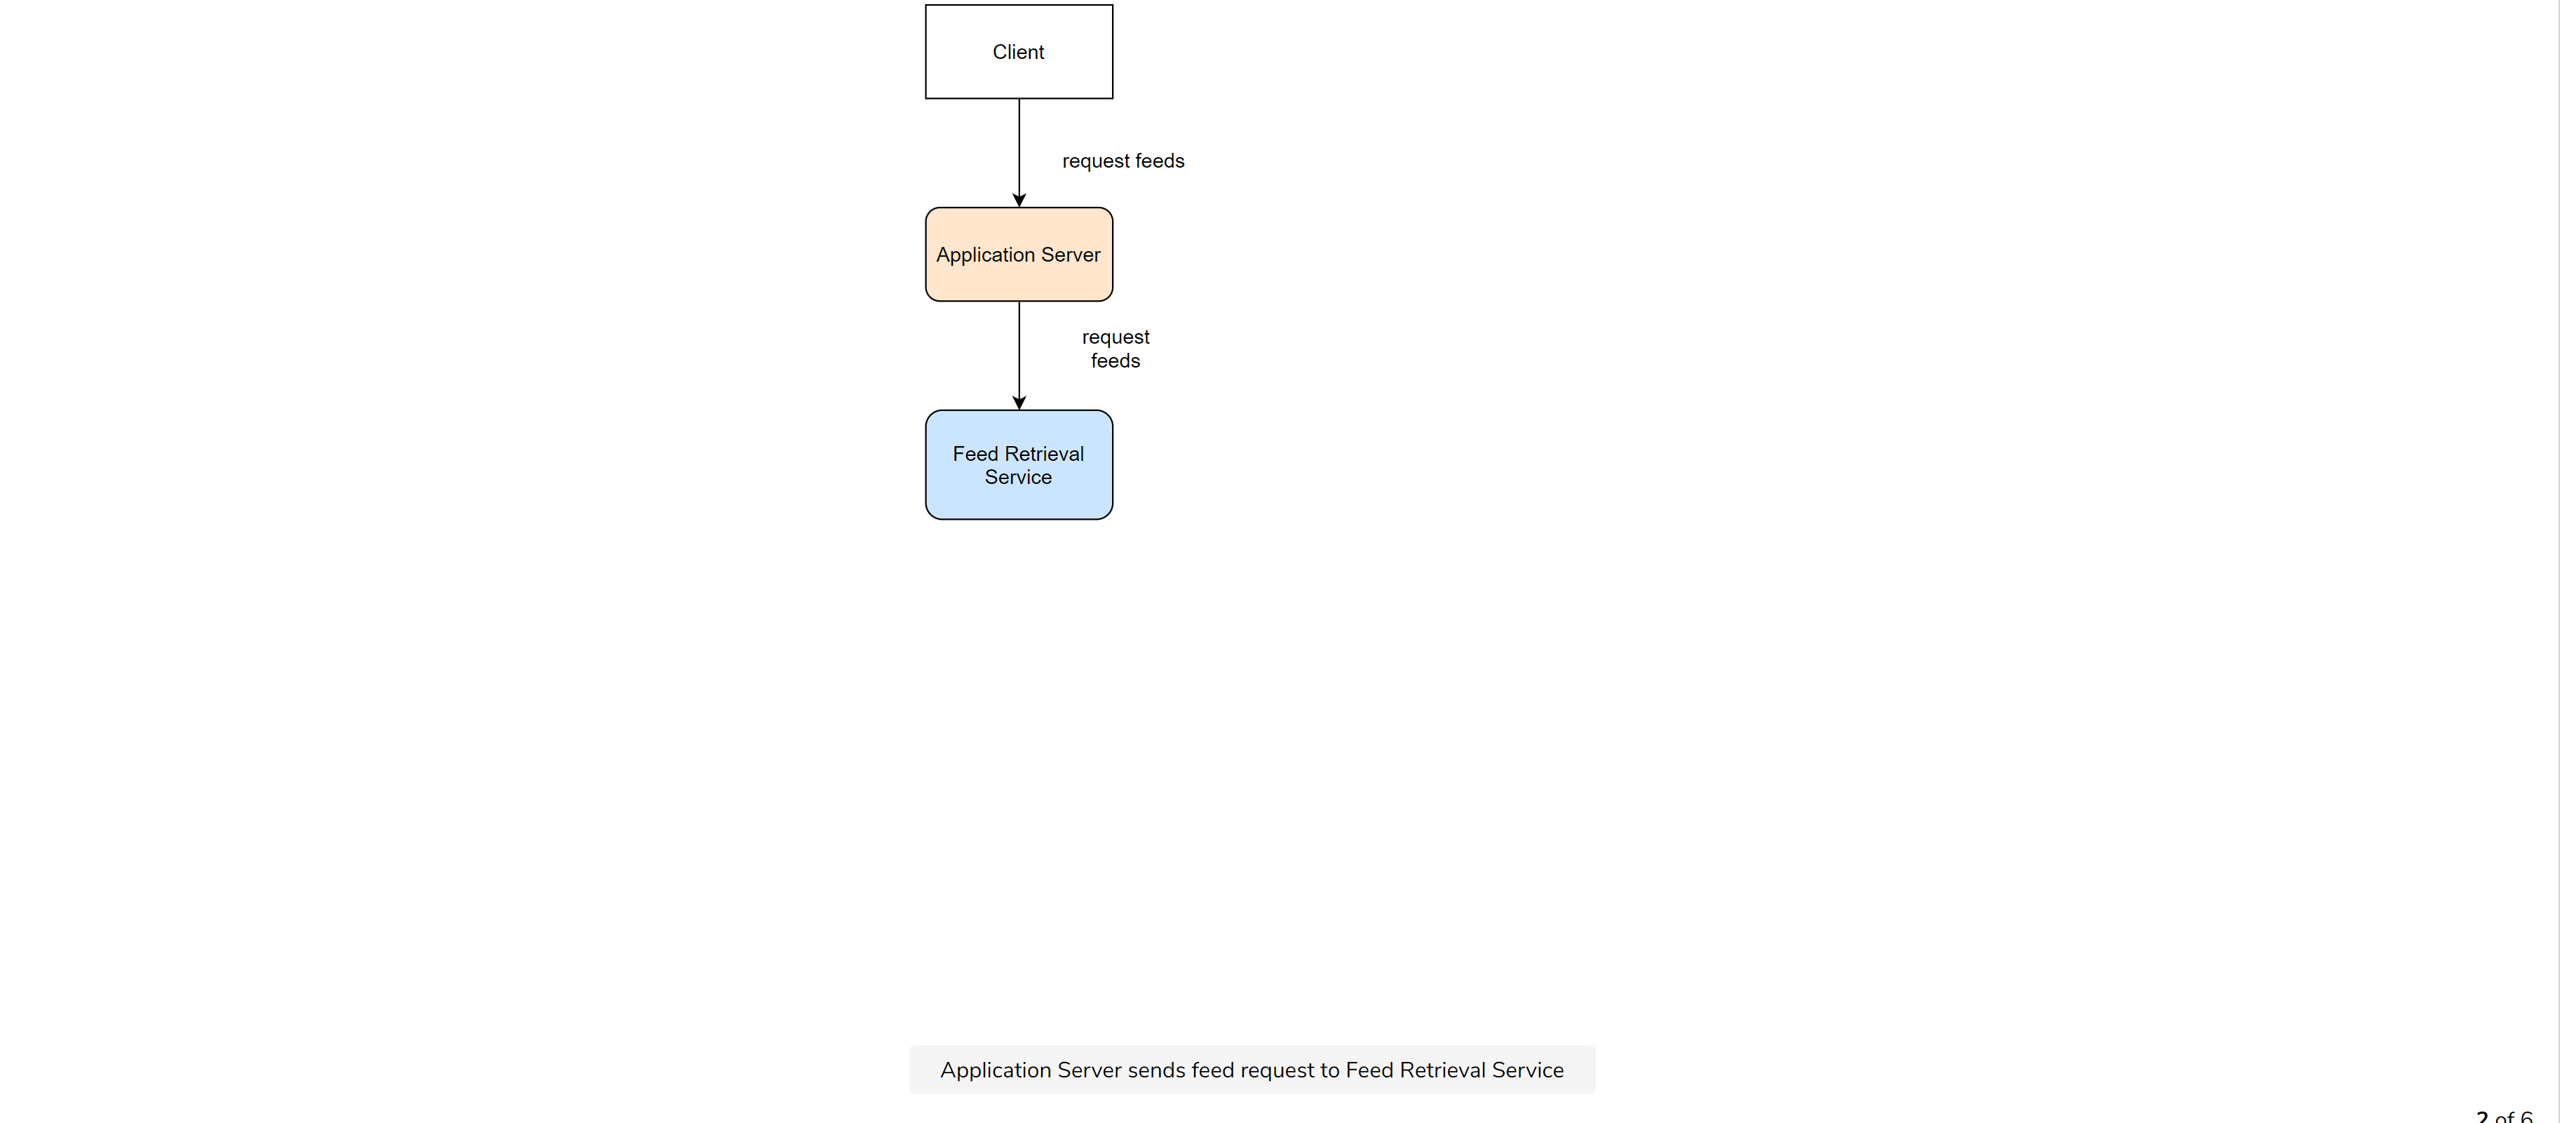 Client
request feeds
Application Server
request
feeds
Feed Retrieval
Service
Application Server sends feed request to Feed Retrieval Service
2 of 6